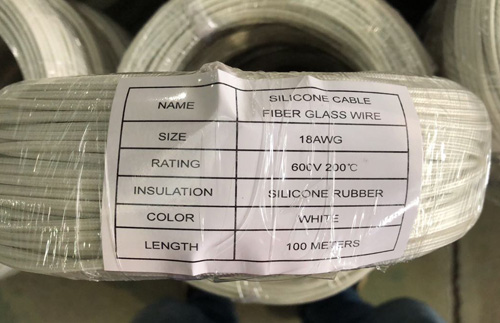 NAME SILICONE CABLE
FIBER GLASS WIRE
SIZE 18AWG
RATING 600V 200℃
INSULATION SILICONE RUBBER
COLOR WHITE
LENGTH 100 METERS